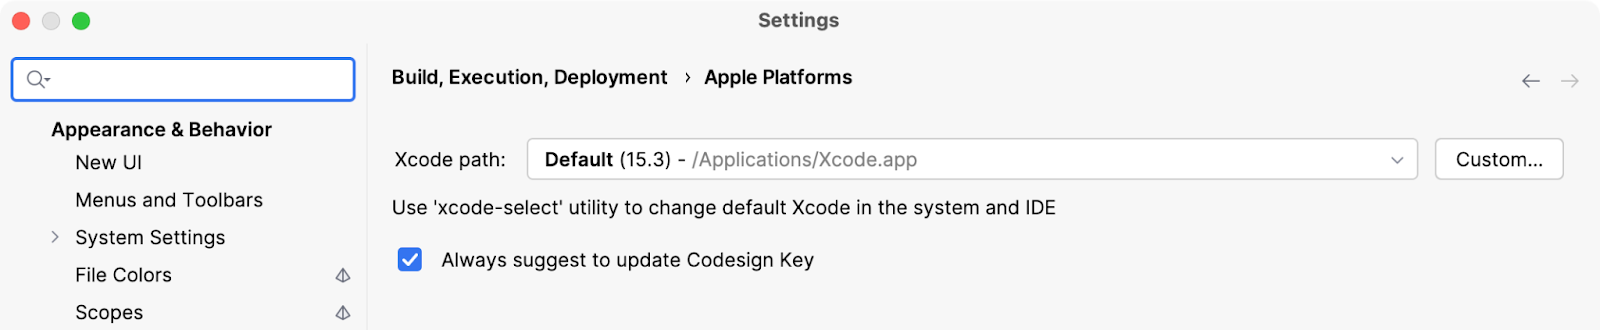 Settings
Build, Execution, Deployment › Apple Platforms
Appearance & Behavior
New UI
Menus and Toolbars
System Settings
File Colors
Scopes
Xcode path: Default (15.3) - /Applications/Xcode.app Custom...
Use 'xcode-select' utility to change default Xcode in the system and IDE
Always suggest to update Codesign Key